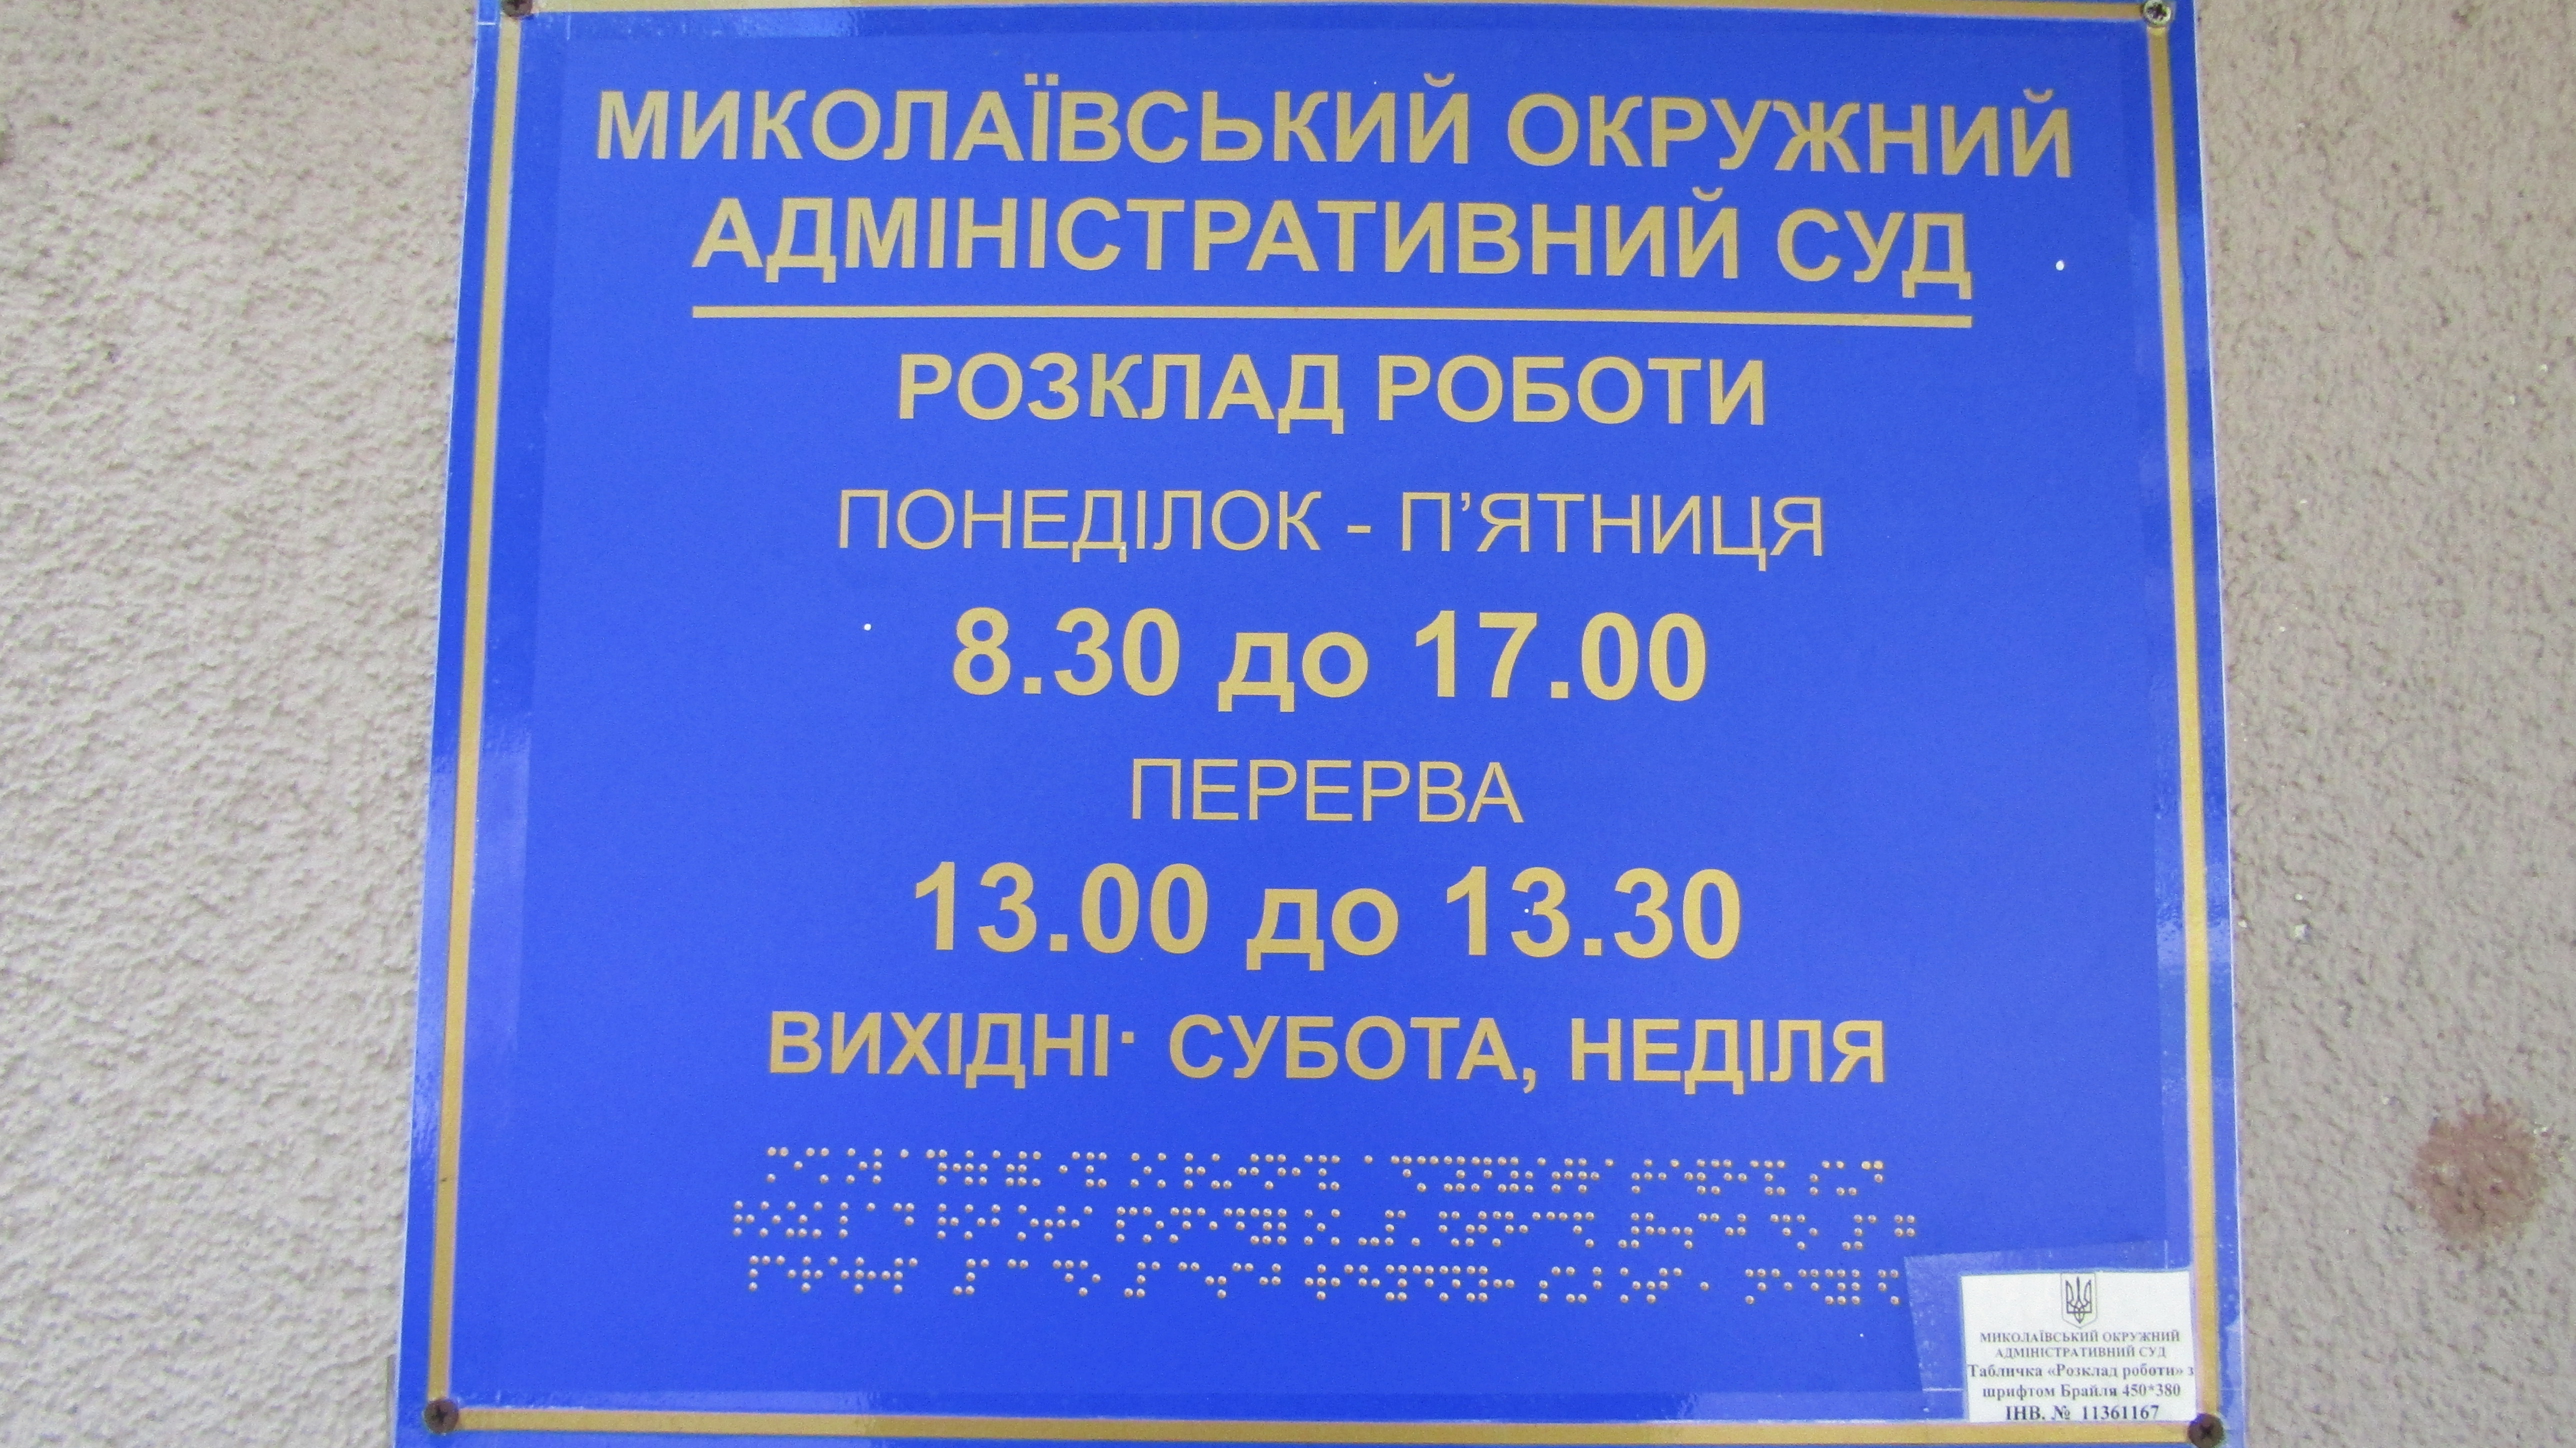 МИКОЛАЇВСЬКИЙ ОКРУЖНИЙ
АДМІНІСТРАТИВНИЙ СУД
РОЗКЛАД РОБОТИ
ПОНЕДІЛОК - П'ЯТНИЦЯ
8.30 до 17.00
ПЕРЕРВА
13.00 до 13.30
ВИХІДНІ· СУБОТА, НЕДІЛЯ
МИКОЛАЇВСЬКИЙ ОКРУЖНИЙ
АДМІНІСТРАТИВНИЙ СУД
Табличка «Розклад роботи» з
шрифтом Брайля 450*380
ІНВ. № 11361167